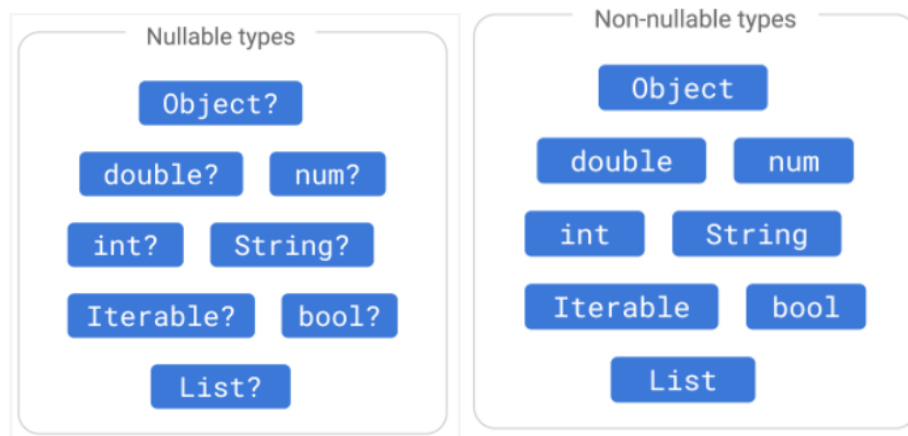 Nullable types
Object?
double? num?
int? String?
Iterable? bool?
List?
Non-nullable types
Object
double num
int String
Iterable bool
List